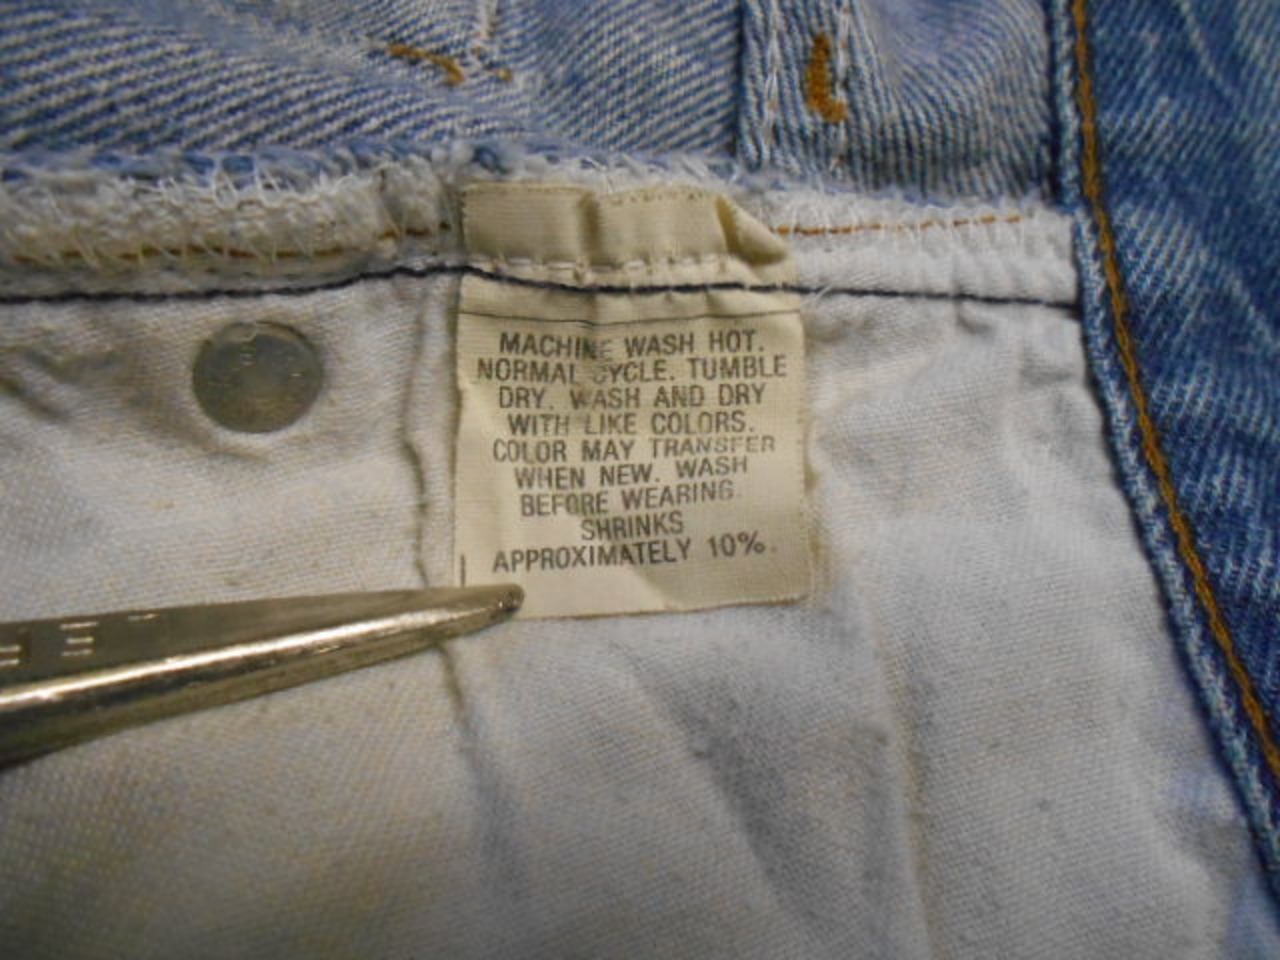 MACHINE WASH HOT.
NORMAL CYCLE. TUMBLE
DRY. WASH AND DRY
WITH LIKE COLORS.
COLOR MAY TRANSFER
WHEN NEW. WASH
BEFORE WEARING.
SHRINKS
APPROXIMATELY 10%.